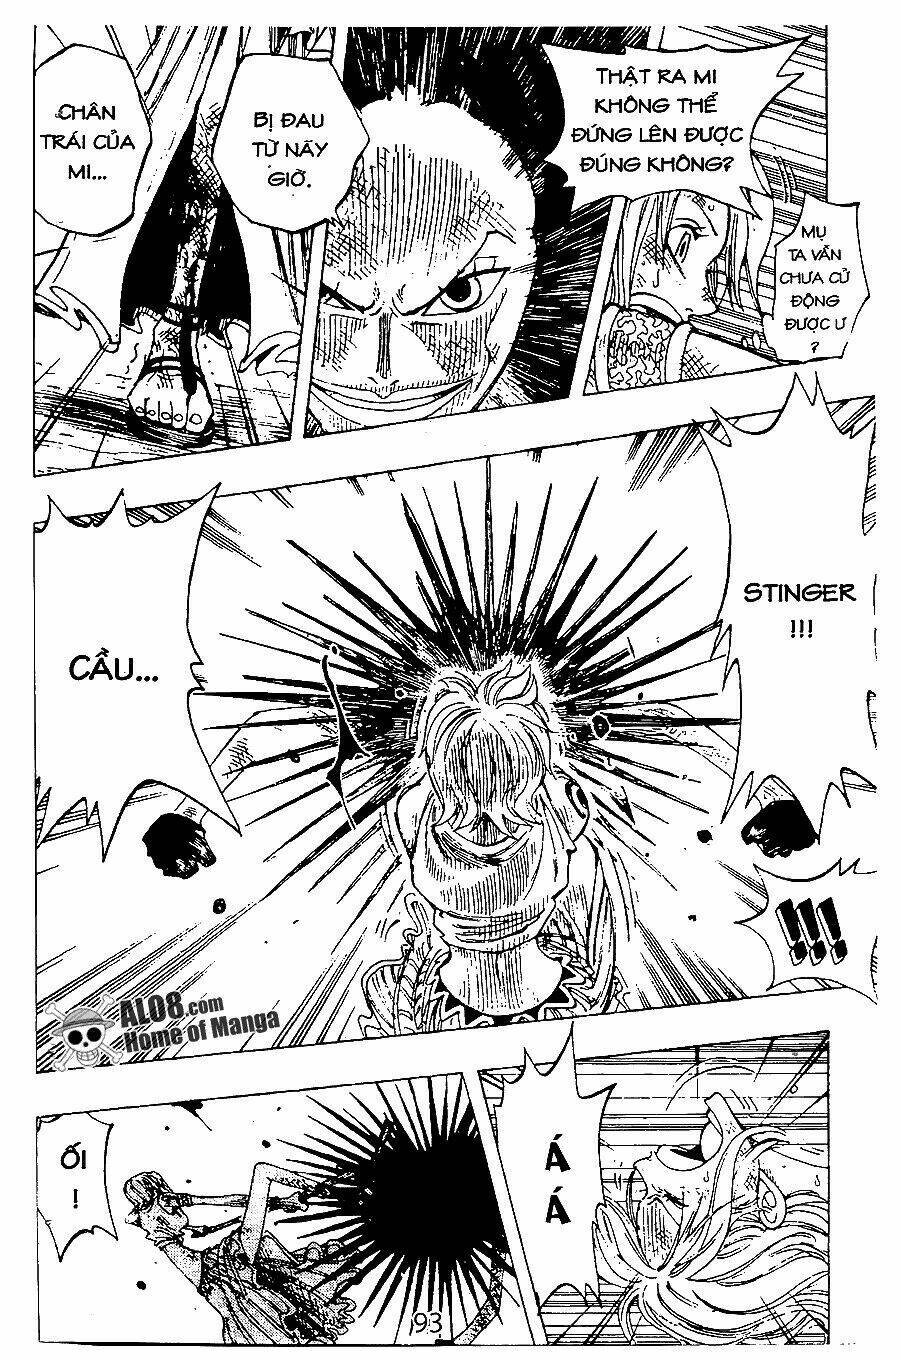 CHÂN
TRÁI CỦA
MI...
BỊ ĐAU
TỪ NÃY
GIỜ.
THẬT RA MI
KHÔNG THỂ
ĐỨNG LÊN ĐƯỢC
ĐÚNG KHÔNG?
MỤ
TA VẪN
CHƯA CỬ
ĐỘNG
ĐƯỢC Ư
?
CẦU...
STINGER
!!!
!!!
ALO8.com
Home of Manga
ỐI
!
Á
Á
193